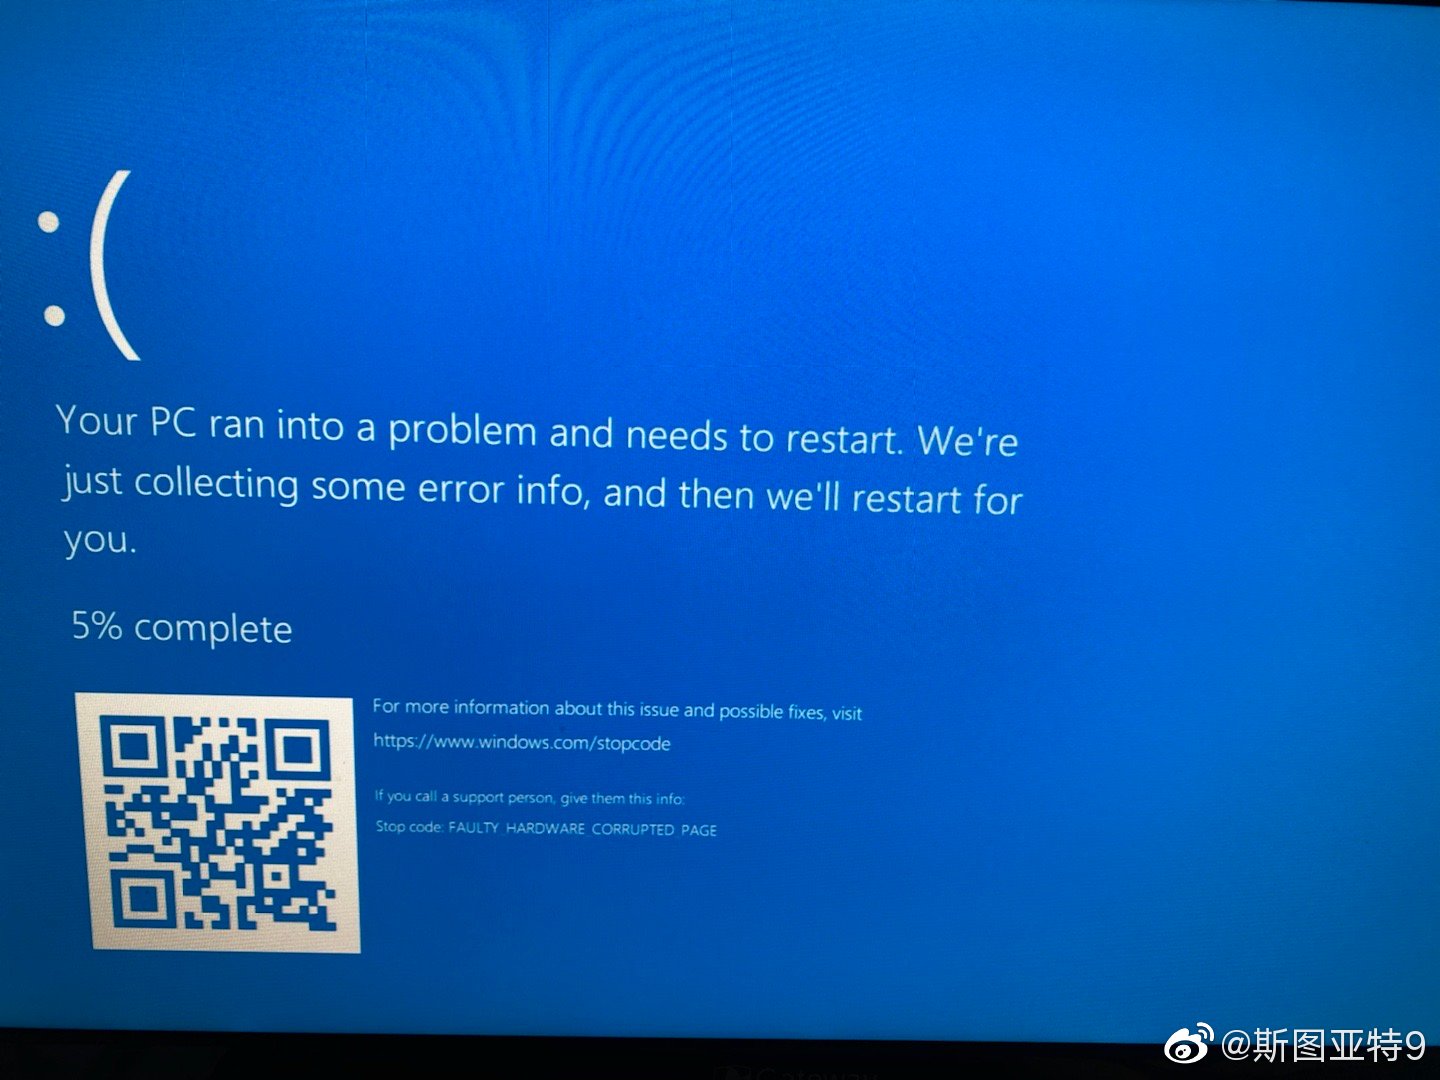 :(
Your PC ran into a problem and needs to restart. We're
just collecting some error info, and then we'll restart for
you.
5% complete
For more information about this issue and possible fixes, visit
https://www.windows.com/stopcode
If you call a support person, give them this info:
Stop code: FAULTY HARDWARE CORRUPTED PAGE
@斯图亚特9